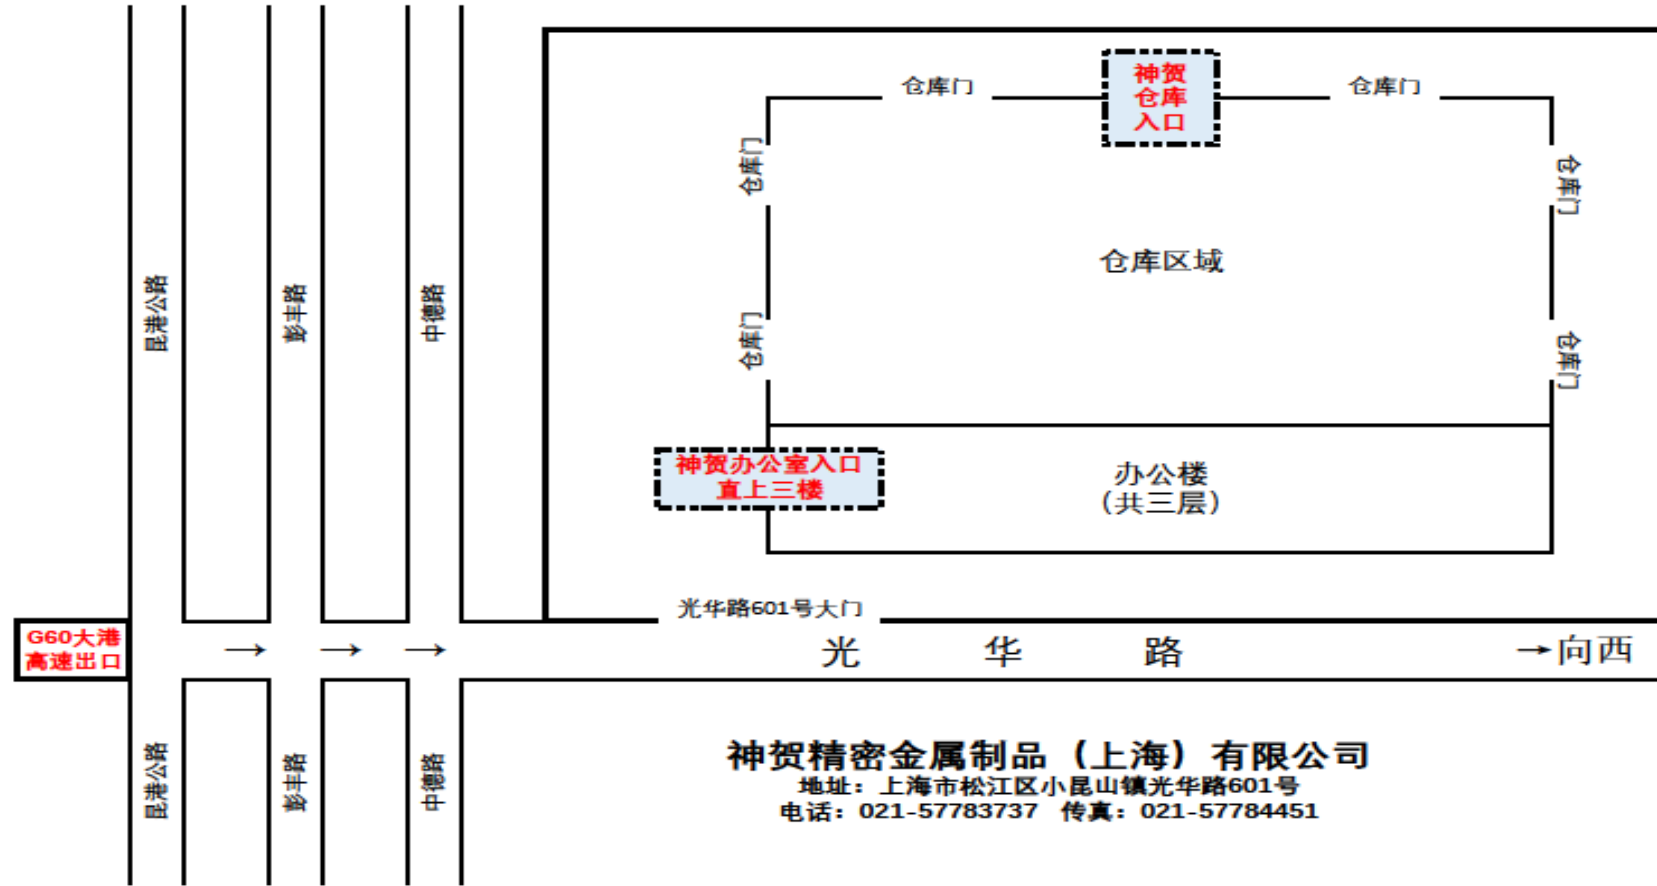 神贺
仓库
入口
仓库门
仓库门
仓库门
仓库门
仓库区域
昆港公路
彭丰路
中德路
仓库门
仓库门
神贺办公室入口
直上三楼
办公楼
（共三层）
光华路601号大门
G60大港
高速出口
→ → →
光 华 路
→向西
昆港公路
彭丰路
中德路
神贺精密金属制品（上海）有限公司
地址：上海市松江区小昆山镇光华路601号
电话：021-57783737 传真：021-57784451